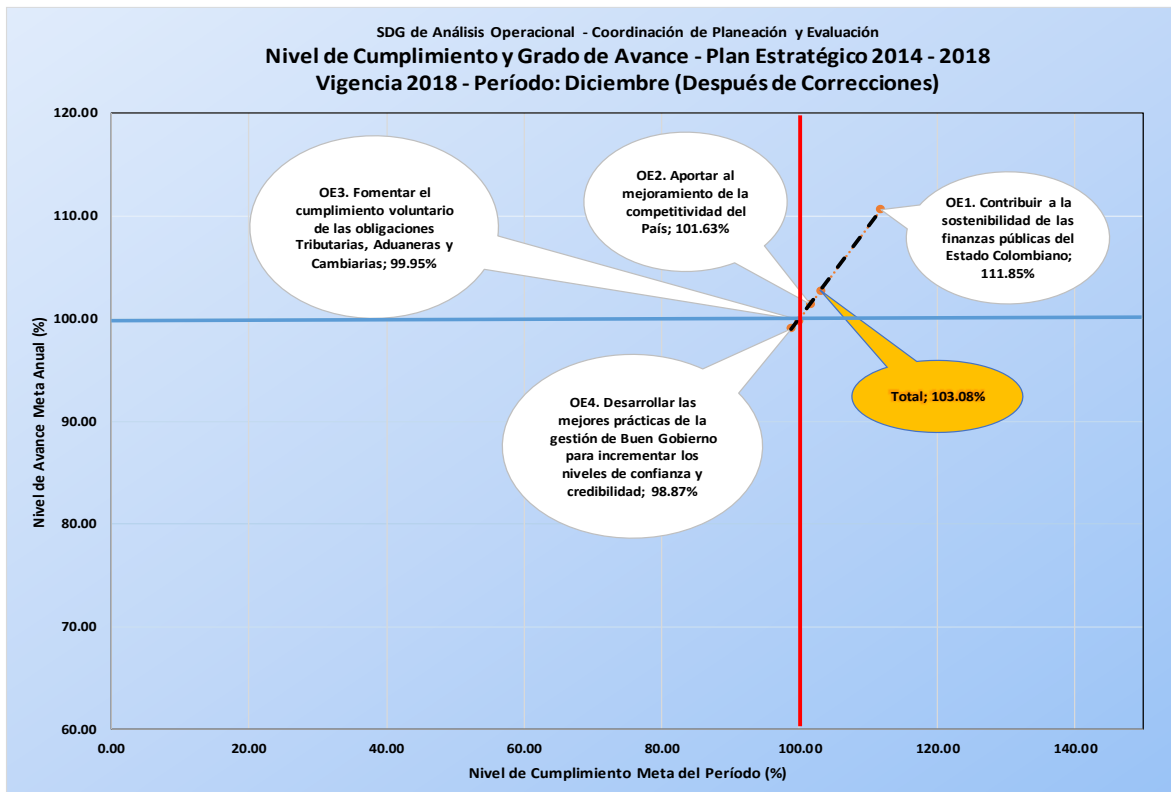 SDG de Análisis Operacional - Coordinación de Planeación y Evaluación
Nivel de Cumplimiento y Grado de Avance - Plan Estratégico 2014 - 2018
Vigencia 2018 - Período: Diciembre (Después de Correcciones)
120.00
110.00
100.00
90.00
80.00
70.00
60.00
Nivel de Avance Meta Anual (%)
OE3. Fomentar el
cumplimiento voluntario
de las obligaciones
Tributarias, Aduaneras y
Cambiarias; 99.95%
OE2. Aportar al
mejoramiento de la
competitividad del
País; 101.63%
OE1. Contribuir a la
sostenibilidad de las
finanzas públicas del
Estado Colombiano;
111.85%
OE4. Desarrollar las
mejores prácticas de la
gestión de Buen Gobierno
para incrementar los
niveles de confianza y
credibilidad; 98.87%
Total; 103.08%
0.00 20.00 40.00 60.00 80.00 100.00 120.00 140.00
Nivel de Cumplimiento Meta del Período (%)